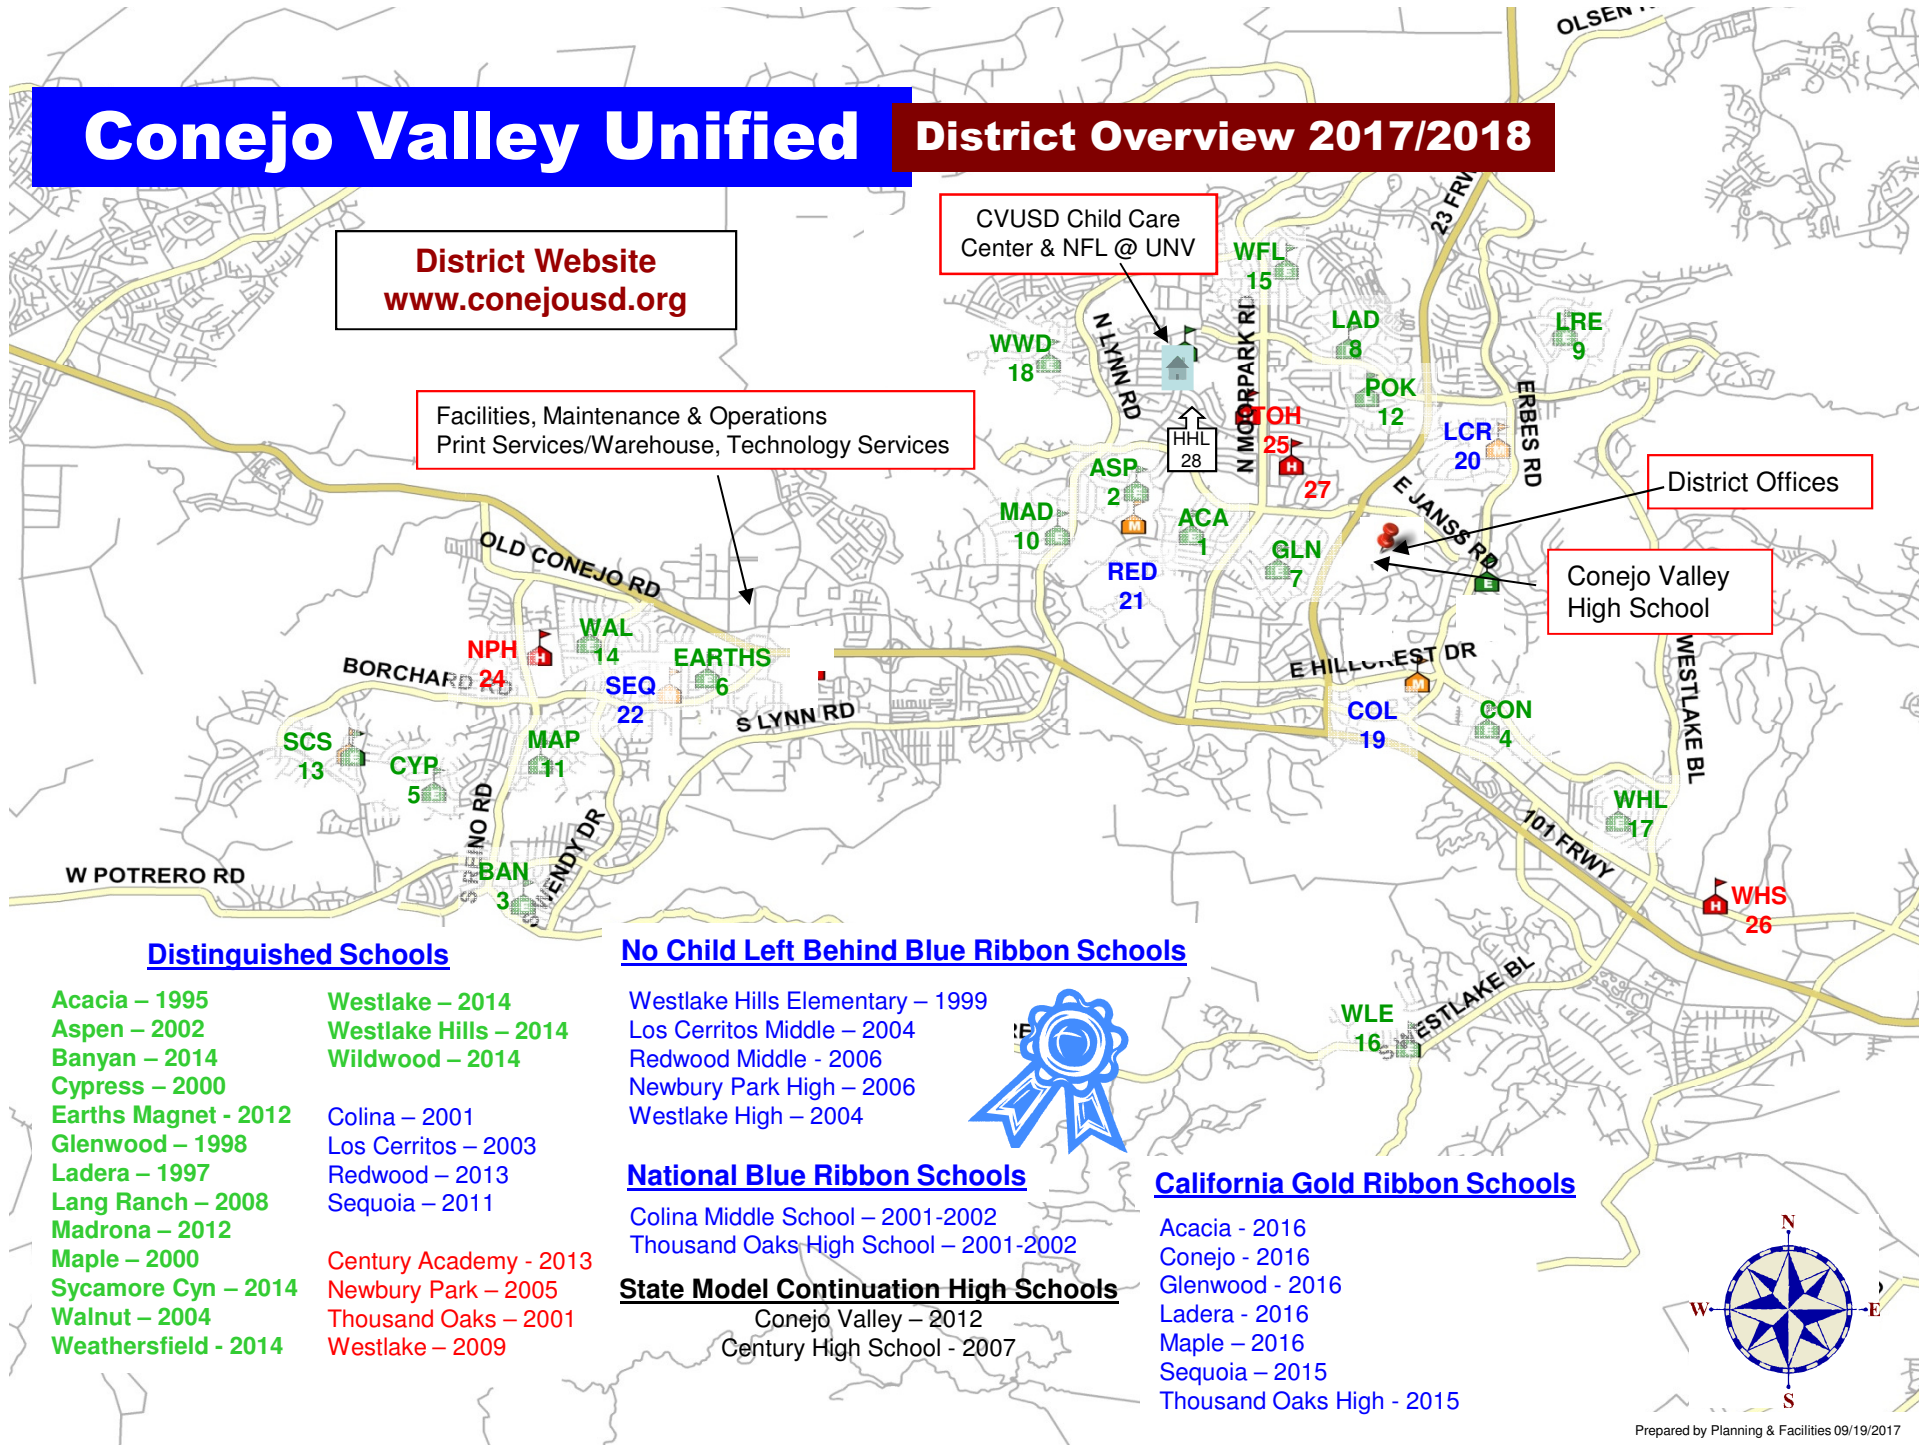 OLSEN
Conejo Valley Unified
District Overview 2017/2018
23 FRW
CVUSD Child Care
Center & NFL @ UNV
District Website
www.conejousd.org
WFL
15
N LYNN RD
N MOORPARK RD
LAD
8
LRE
9
WWD
18
POK
12
ERBES RD
Facilities, Maintenance & Operations
Print Services/Warehouse, Technology Services
TOH
25
HHL
28
LCR
20
27
ASP
2
District Offices
E JANSS RD
MAD
10
ACA
1
GLN
7
OLD CONEJO RD
RED
21
Conejo Valley
High School
WAL
14
NPH
24
EARTHS
6
BORCHARD RD
SEQ
22
E HILLCREST DR
WESTLAKE BL
S LYNN RD
COL
19
CON
4
SCS
13
MAP
11
CYP
5
WHL
17
NO RD
WENDY DR
101 FRWY
W POTRERO RD
BAN
3
WHS
26
Distinguished Schools
Acacia – 1995
Aspen – 2002
Banyan – 2014
Cypress – 2000
Earths Magnet - 2012
Glenwood – 1998
Ladera – 1997
Lang Ranch – 2008
Madrona – 2012
Maple – 2000
Sycamore Cyn – 2014
Walnut – 2004
Weathersfield - 2014
Westlake – 2014
Westlake Hills – 2014
Wildwood – 2014
Colina – 2001
Los Cerritos – 2003
Redwood – 2013
Sequoia – 2011
Century Academy - 2013
Newbury Park – 2005
Thousand Oaks – 2001
Westlake – 2009
No Child Left Behind Blue Ribbon Schools
Westlake Hills Elementary – 1999
Los Cerritos Middle – 2004
Redwood Middle - 2006
Newbury Park High – 2006
Westlake High – 2004
National Blue Ribbon Schools
Colina Middle School – 2001-2002
Thousand Oaks High School – 2001-2002
State Model Continuation High Schools
Conejo Valley – 2012
Century High School - 2007
WLE
16
ESTLAKE BL
California Gold Ribbon Schools
Acacia - 2016
Conejo - 2016
Glenwood - 2016
Ladera - 2016
Maple – 2016
Sequoia – 2015
Thousand Oaks High - 2015
N
W
E
S
Prepared by Planning & Facilities 09/19/2017